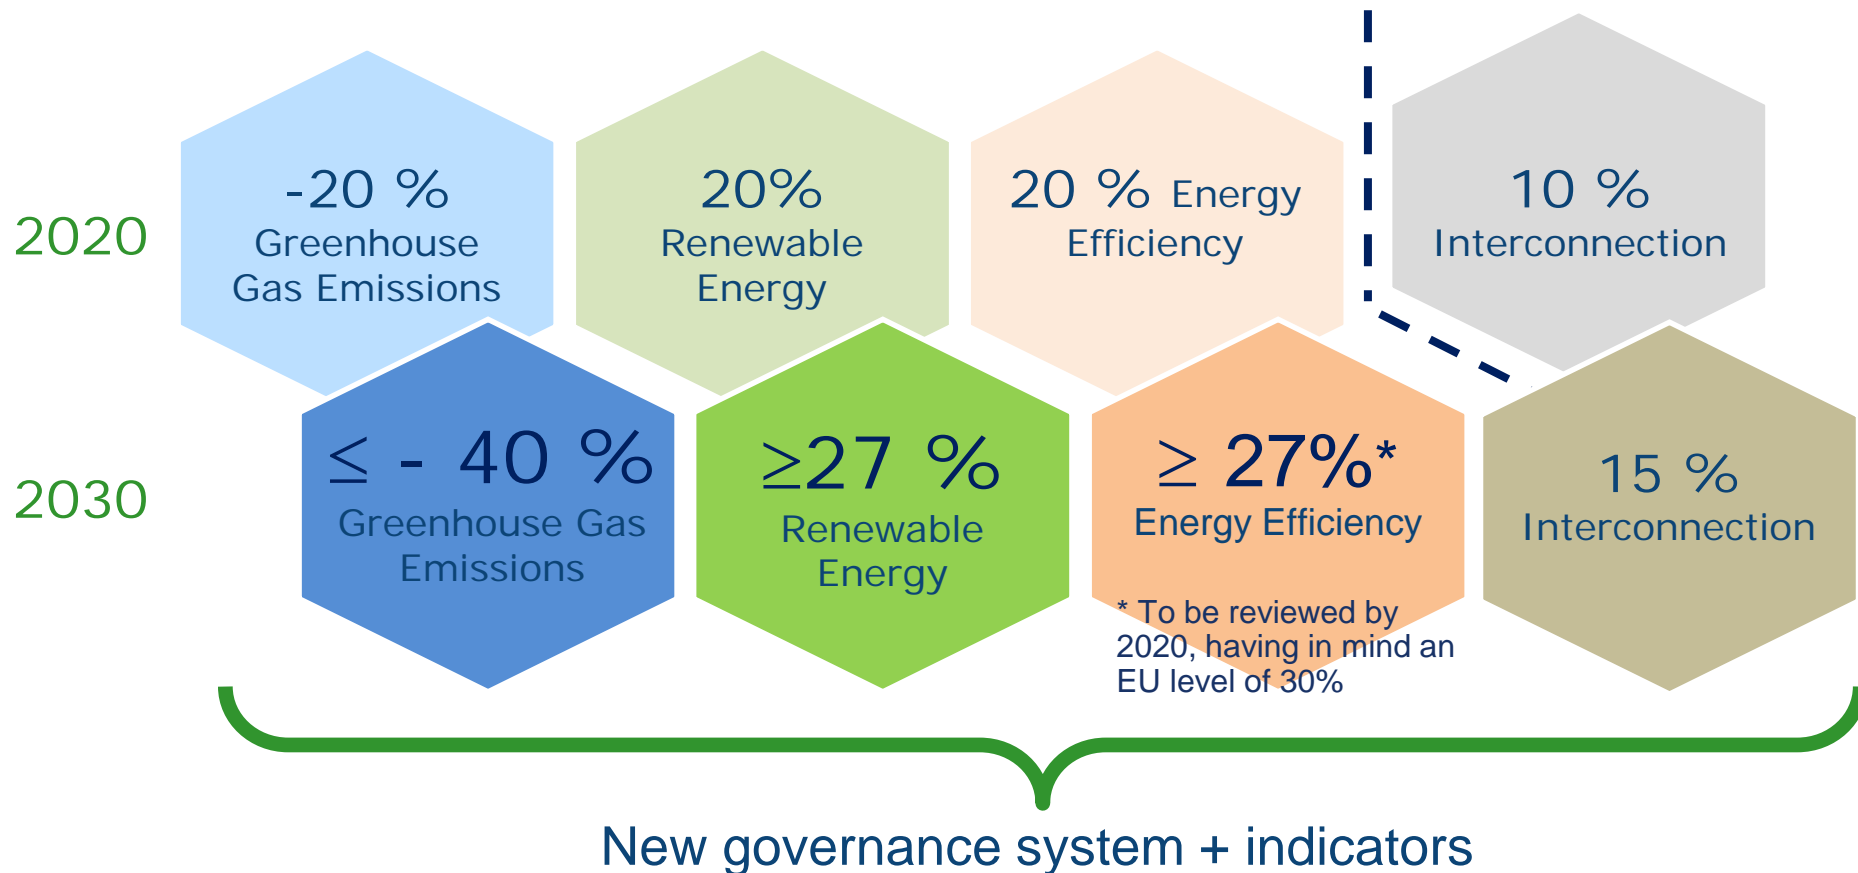 2020
-20 %
Greenhouse
Gas Emissions
20%
Renewable
Energy
20 % Energy
Efficiency
10 %
Interconnection
2030
≤ - 40 %
Greenhouse Gas
Emissions
≥27 %
Renewable
Energy
≥ 27%*
Energy Efficiency
* To be reviewed by
2020, having in mind an
EU level of 30%
15 %
Interconnection
New governance system + indicators